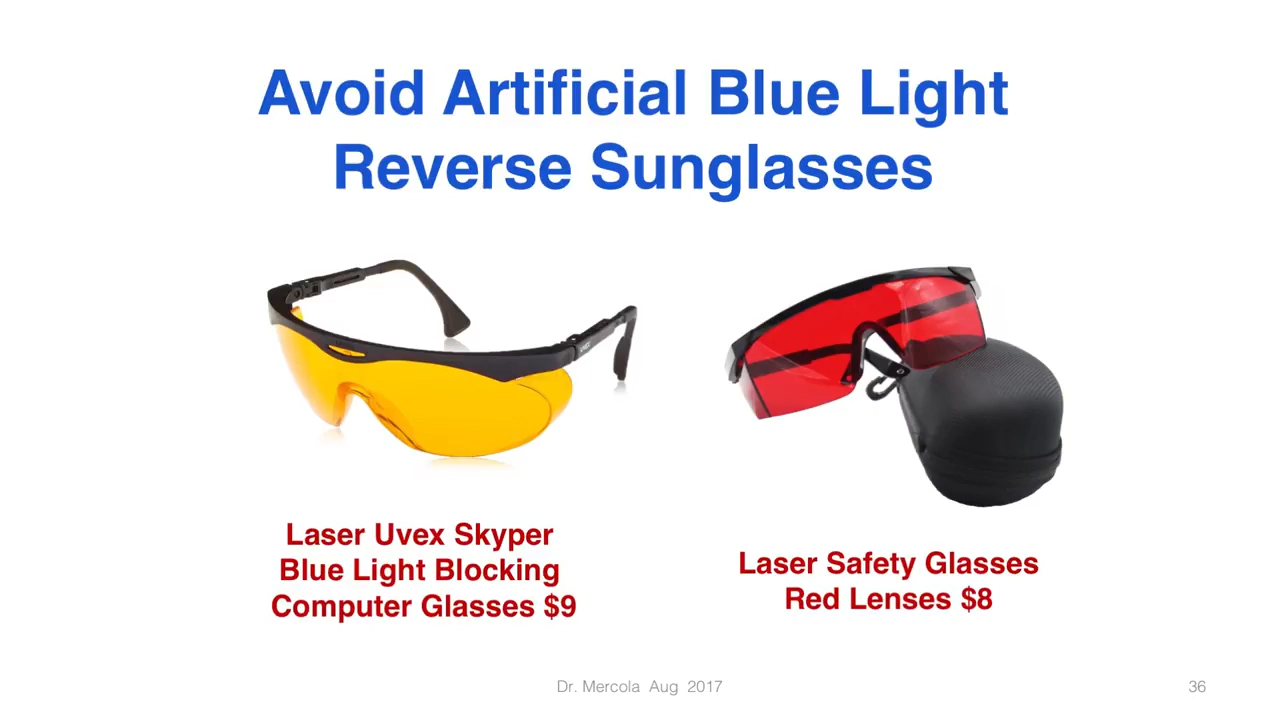 Avoid Artificial Blue Light
Reverse Sunglasses
Laser Uvex Skyper
Blue Light Blocking
Computer Glasses $9
Laser Safety Glasses
Red Lenses $8
Dr. Mercola Aug 2017
36